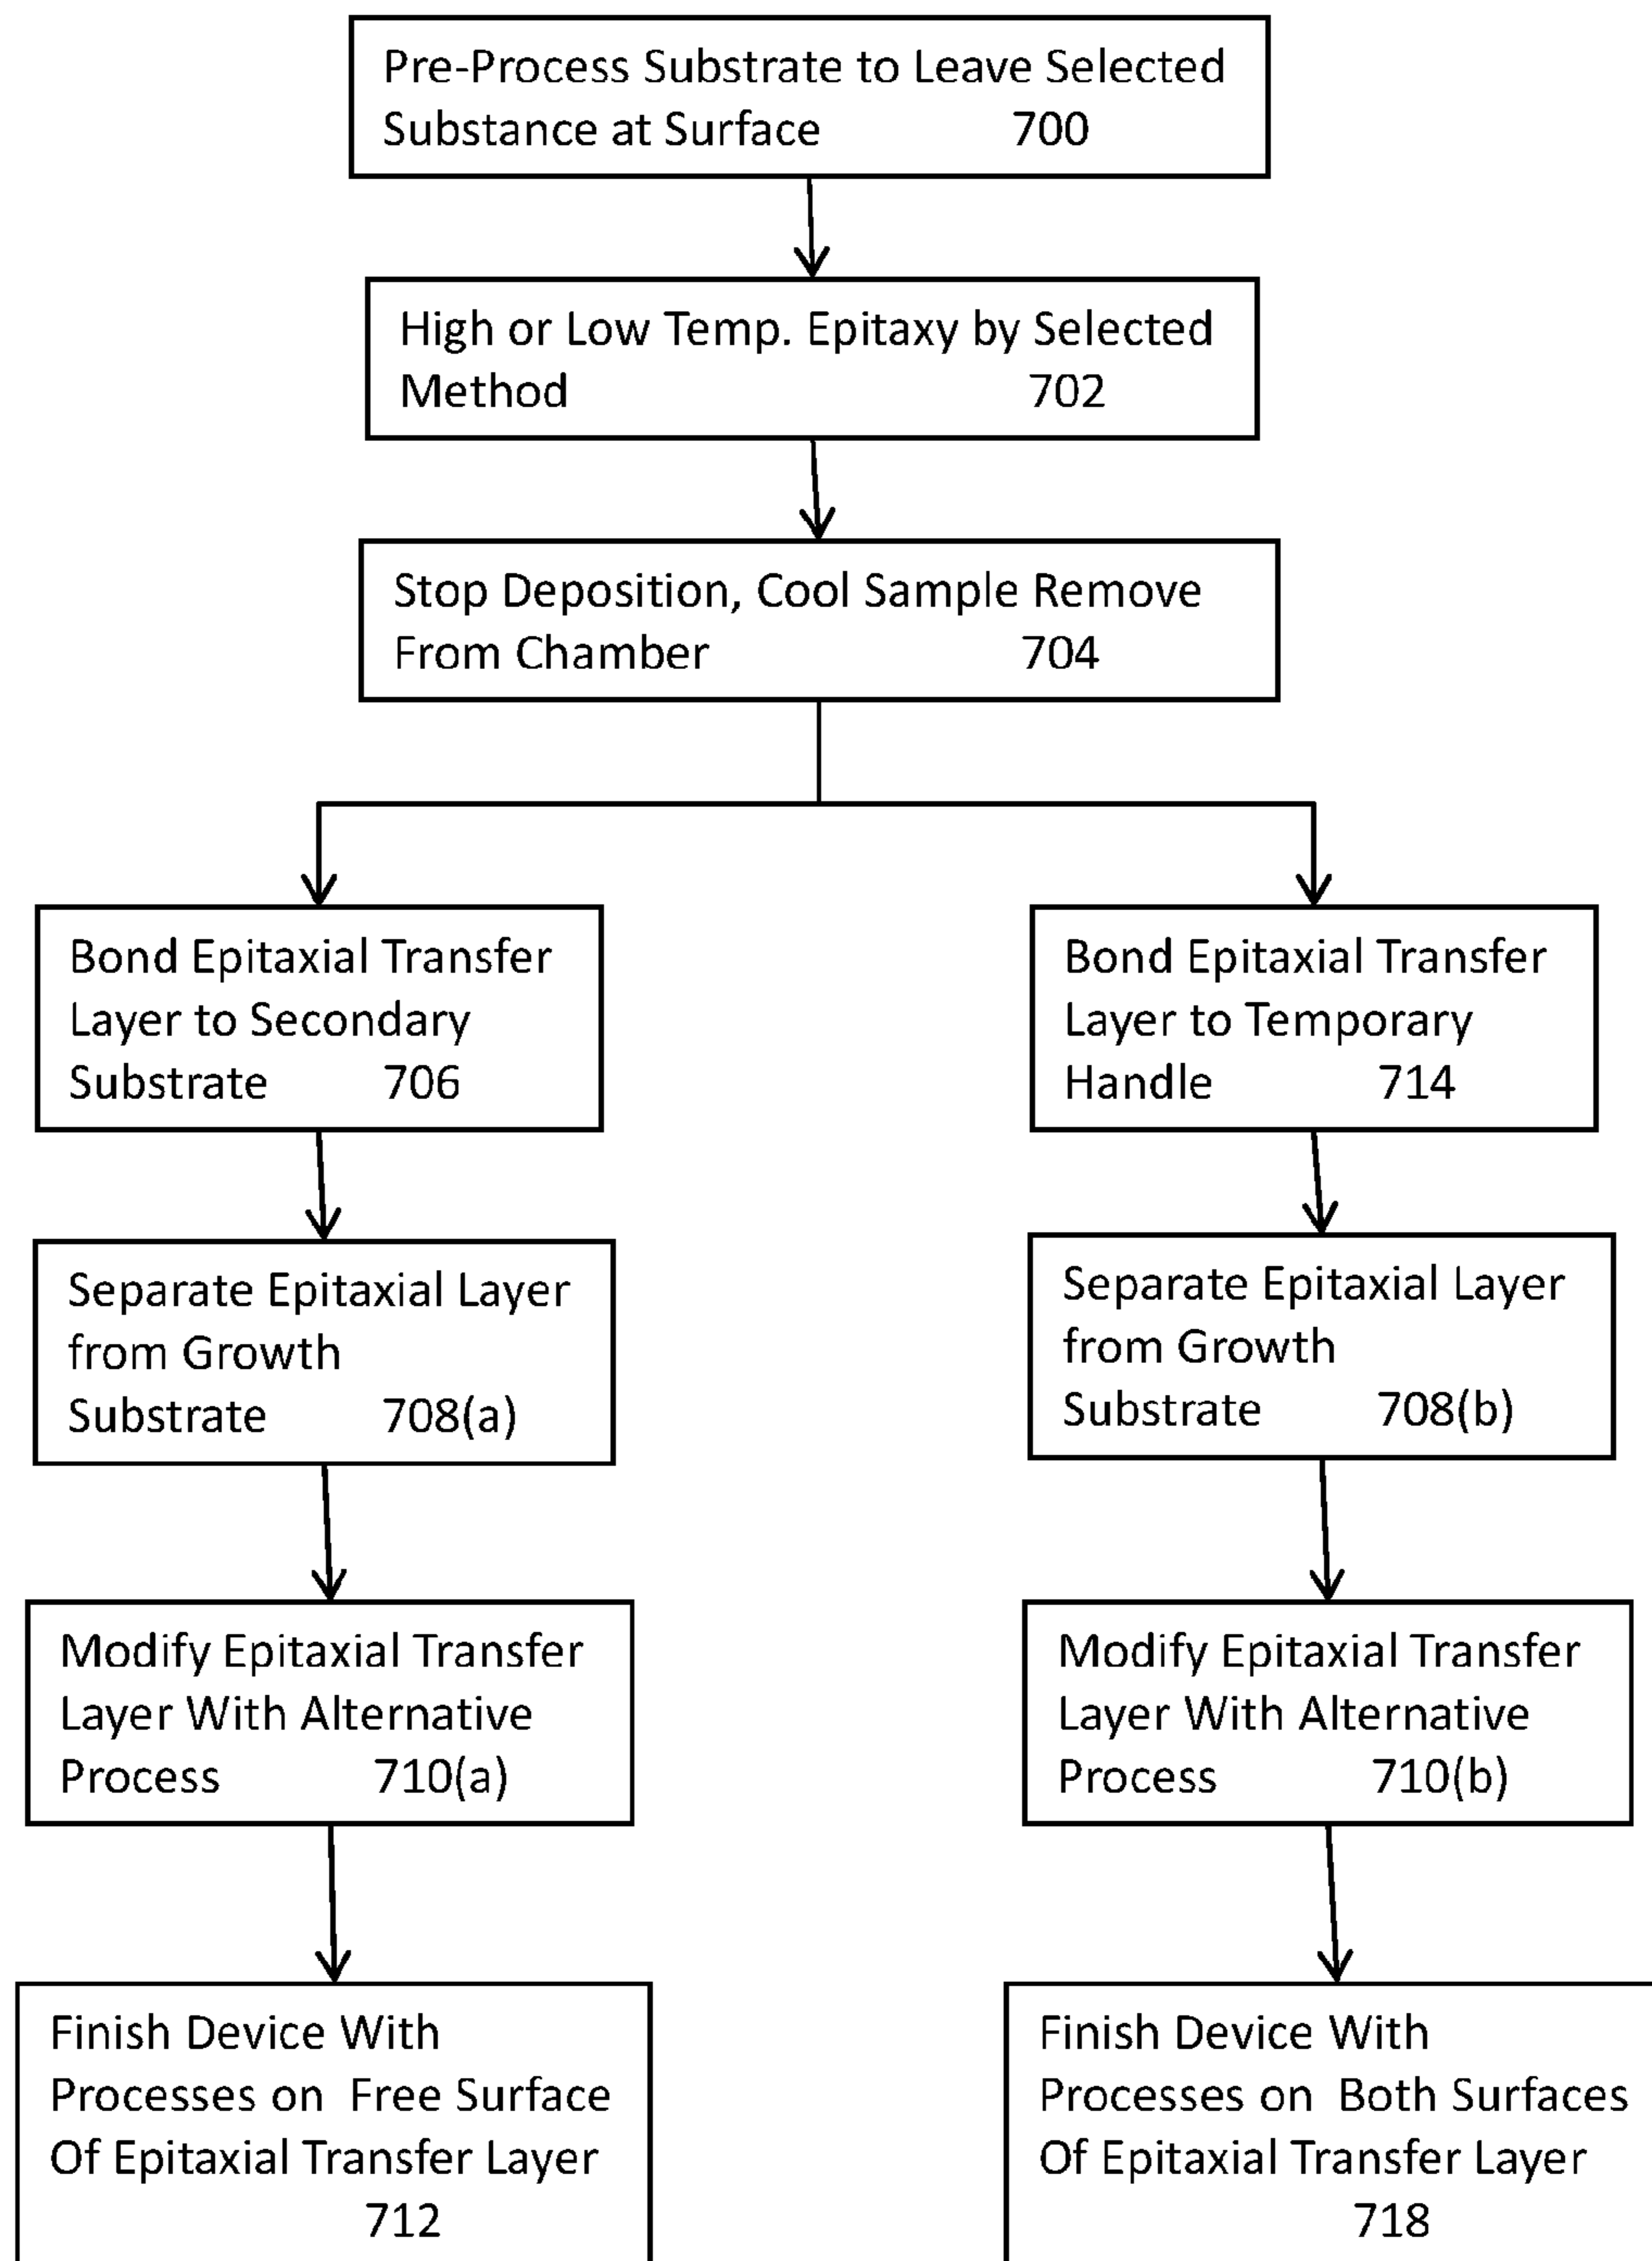 Pre-Process Substrate to Leave Selected
Substance at Surface 700
High or Low Temp. Epitaxy by Selected
Method 702
Stop Deposition, Cool Sample Remove
From Chamber 704
Bond Epitaxial Transfer
Layer to Secondary
Substrate 706
Separate Epitaxial Layer
from Growth
Substrate 708(a)
Modify Epitaxial Transfer
Layer With Alternative
Process 710(a)
Finish Device With
Processes on Free Surface
Of Epitaxial Transfer Layer
712
Bond Epitaxial Transfer
Layer to Temporary
Handle 714
Separate Epitaxial Layer
from Growth
Substrate 708(b)
Modify Epitaxial Transfer
Layer With Alternative
Process 710(b)
Finish Device With
Processes on Both Surfaces
Of Epitaxial Transfer Layer
718